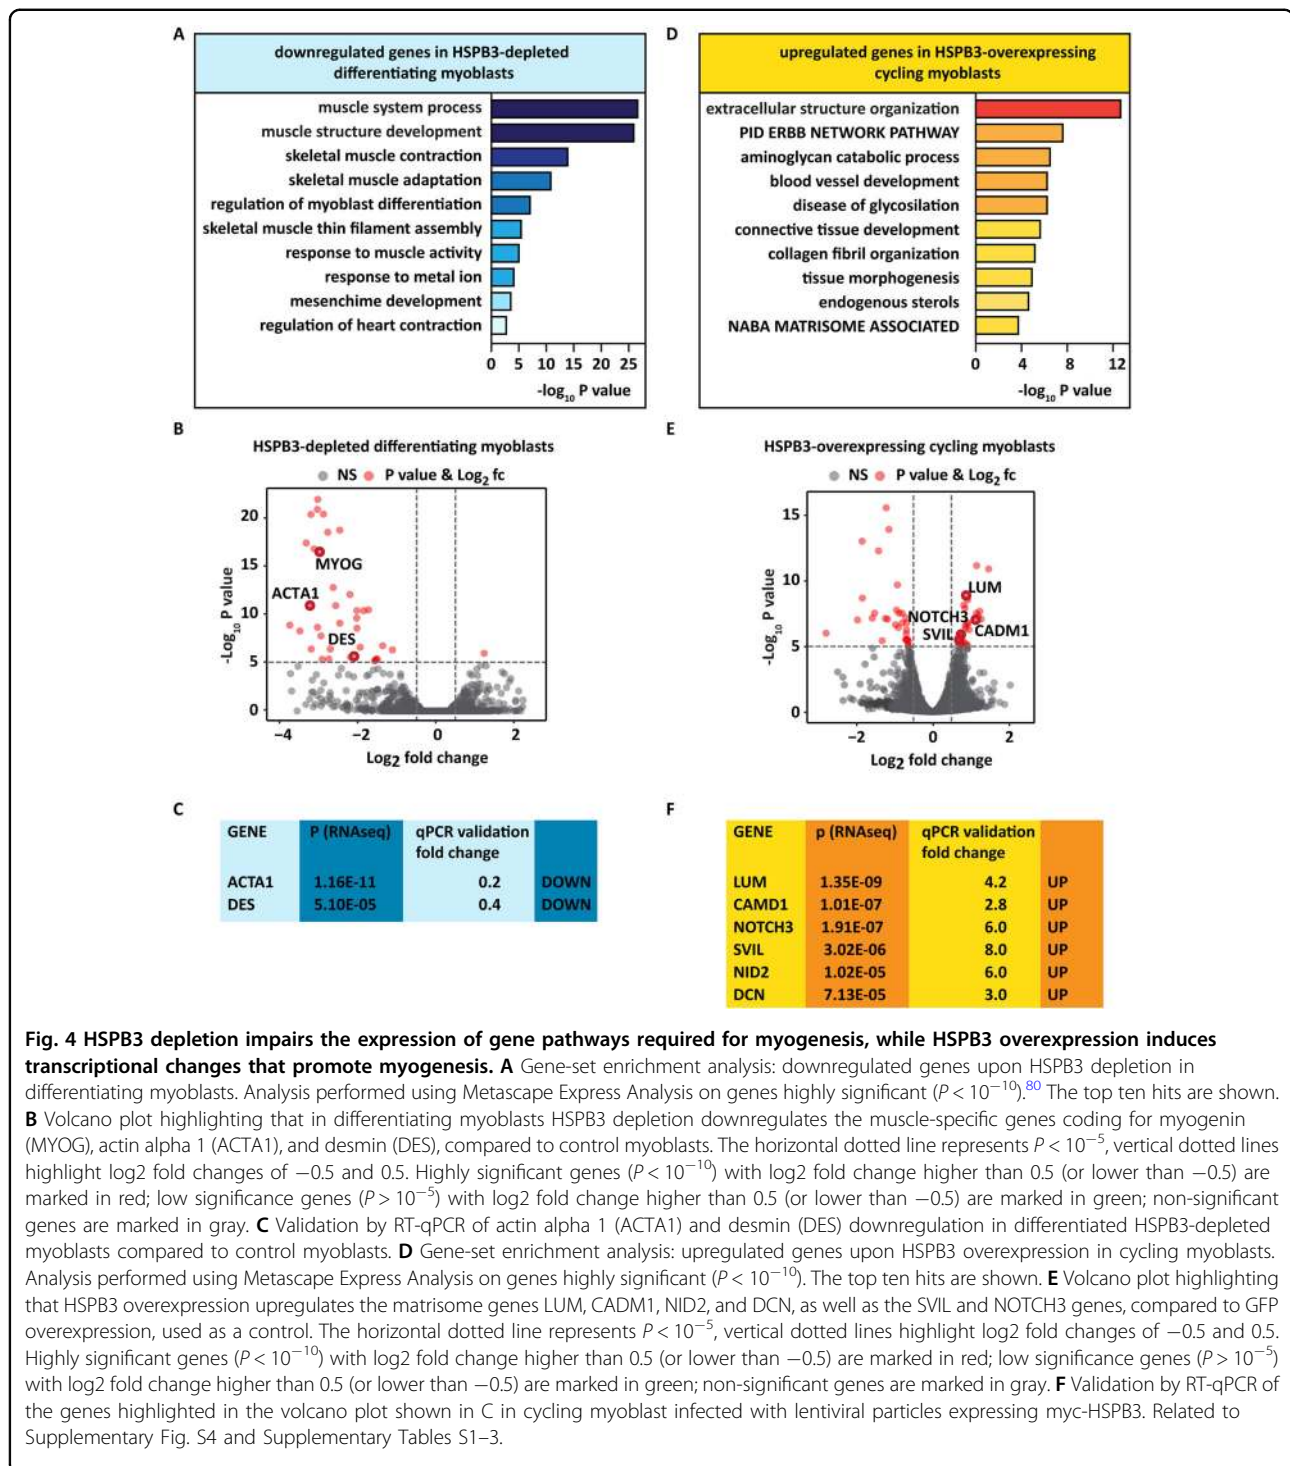 A
downregulated genes in HSPB3-depleted
differentiating myoblasts
muscle system process
muscle structure development
skeletal muscle contraction
skeletal muscle adaptation
regulation of myoblast differentiation
skeletal muscle thin filament assembly
response to muscle activity
response to metal ion
mesenchime development
regulation of heart contraction
0 5 10 15 20 25
-log10 P value
D
upregulated genes in HSPB3-overexpressing
cycling myoblasts
extracellular structure organization
PID ERBB NETWORK PATHWAY
aminoglycan catabolic process
blood vessel development
disease of glycosilation
connective tissue development
collagen fibril organization
tissue morphogenesis
endogenous sterols
NABA MATRISOME ASSOCIATED
0 4 8 12
-log10 P value
B
HSPB3-depleted differentiating myoblasts
NS P value & Log2 fc
20
15
10
5
0
-Log10 P value
MYOG
ACTA1
DES
−4 −2 0 2
Log2 fold change
E
HSPB3-overexpressing cycling myoblasts
NS P value & Log2 fc
15
10
5
0
-Log10 P value
LUM
NOTCH3
SVIL
CADM1
−2 0 2
Log2 fold change
C
GENE P (RNAseq) qPCR validation
fold change
ACTA1 1.16E-11 0.2 DOWN
DES 5.10E-05 0.4 DOWN
F
GENE p (RNAseq) qPCR validation
fold change
LUM 1.35E-09 4.2 UP
CAMD1 1.01E-07 2.8 UP
NOTCH3 1.91E-07 6.0 UP
SVIL 3.02E-06 8.0 UP
NID2 1.02E-05 6.0 UP
DCN 7.13E-05 3.0 UP
Fig. 4 HSPB3 depletion impairs the expression of gene pathways required for myogenesis, while HSPB3 overexpression induces
transcriptional changes that promote myogenesis. A Gene-set enrichment analysis: downregulated genes upon HSPB3 depletion in
differentiating myoblasts. Analysis performed using Metascape Express Analysis on genes highly significant (P < 10−10).80 The top ten hits are shown.
B Volcano plot highlighting that in differentiating myoblasts HSPB3 depletion downregulates the muscle-specific genes coding for myogenin
(MYOG), actin alpha 1 (ACTA1), and desmin (DES), compared to control myoblasts. The horizontal dotted line represents P < 10−5, vertical dotted lines
highlight log2 fold changes of −0.5 and 0.5. Highly significant genes (P < 10−10) with log2 fold change higher than 0.5 (or lower than −0.5) are
marked in red; low significance genes (P > 10−5) with log2 fold change higher than 0.5 (or lower than −0.5) are marked in green; non-significant
genes are marked in gray. C Validation by RT-qPCR of actin alpha 1 (ACTA1) and desmin (DES) downregulation in differentiated HSPB3-depleted
myoblasts compared to control myoblasts. D Gene-set enrichment analysis: upregulated genes upon HSPB3 overexpression in cycling myoblasts.
Analysis performed using Metascape Express Analysis on genes highly significant (P < 10−10). The top ten hits are shown. E Volcano plot highlighting
that HSPB3 overexpression upregulates the matrisome genes LUM, CADM1, NID2, and DCN, as well as the SVIL and NOTCH3 genes, compared to GFP
overexpression, used as a control. The horizontal dotted line represents P < 10−5, vertical dotted lines highlight log2 fold changes of −0.5 and 0.5.
Highly significant genes (P < 10−10) with log2 fold change higher than 0.5 (or lower than −0.5) are marked in red; low significance genes (P > 10−5)
with log2 fold change higher than 0.5 (or lower than −0.5) are marked in green; non-significant genes are marked in gray. F Validation by RT-qPCR of
the genes highlighted in the volcano plot shown in C in cycling myoblast infected with lentiviral particles expressing myc-HSPB3. Related to
Supplementary Fig. S4 and Supplementary Tables S1–3.